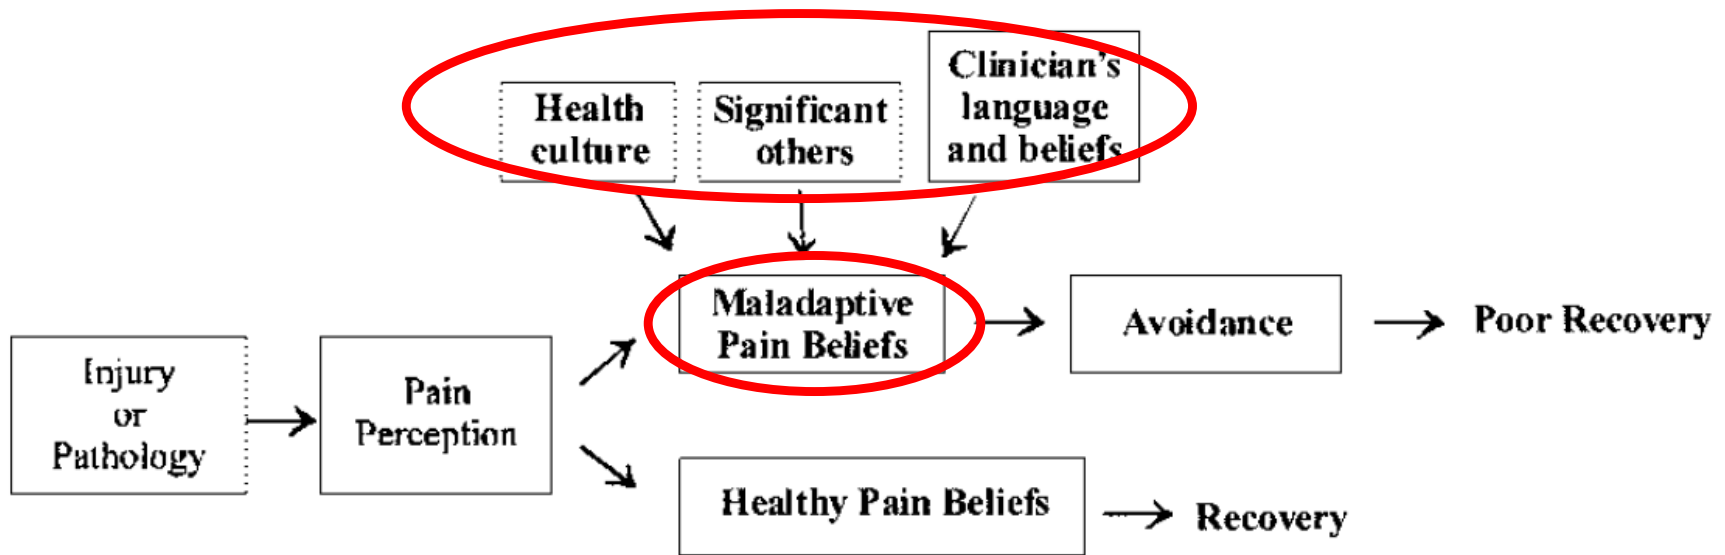 Health
culture
Significant
others
Clinician's
language
and beliefs
Maladaptive
Pain Beliefs
Avoidance
Poor Recovery
Injury
or
Pathology
Pain
Perception
Healthy Pain Beliefs
Recovery